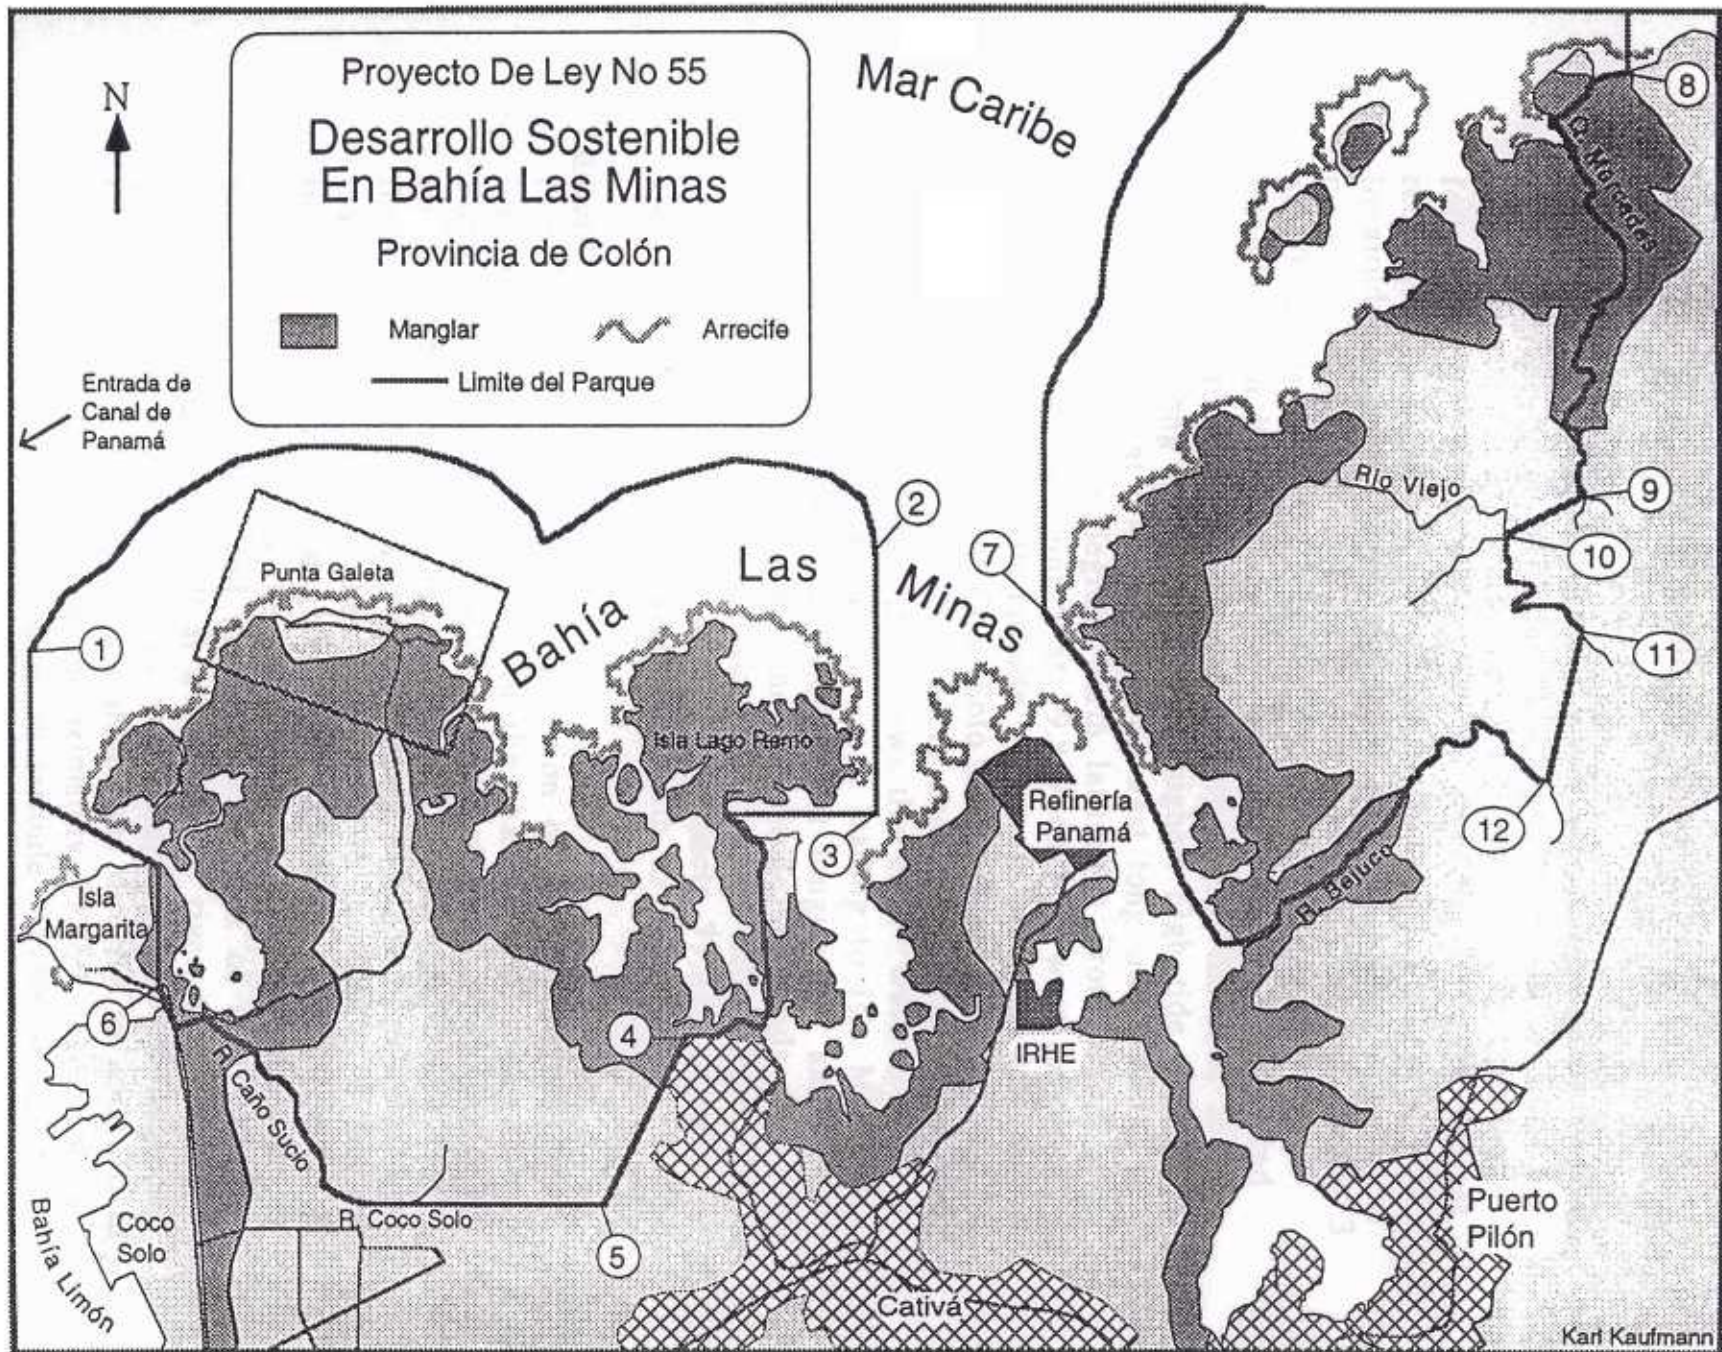 Proyecto De Ley No 55
Desarrollo Sostenible
En Bahía Las Minas
Provincia de Colón
Manglar
Arrecife
Limite del Parque
N
Entrada de
Canal de
Panamá
Mar Caribe
8
Q. Morcadas
2
Las
7
Minas
Río Viejo
9
10
11
Punta Galeta
Bahía
1
Isla Lago Remo
Refinería
Panamá
3
12
R. Bejuco
Isla
Margarita
6
4
IRHE
R. Caño Sucio
R. Coco Solo
5
Coco
Solo
Bahía Limón
Puerto
Pilón
Cativá
Karl Kaufmann